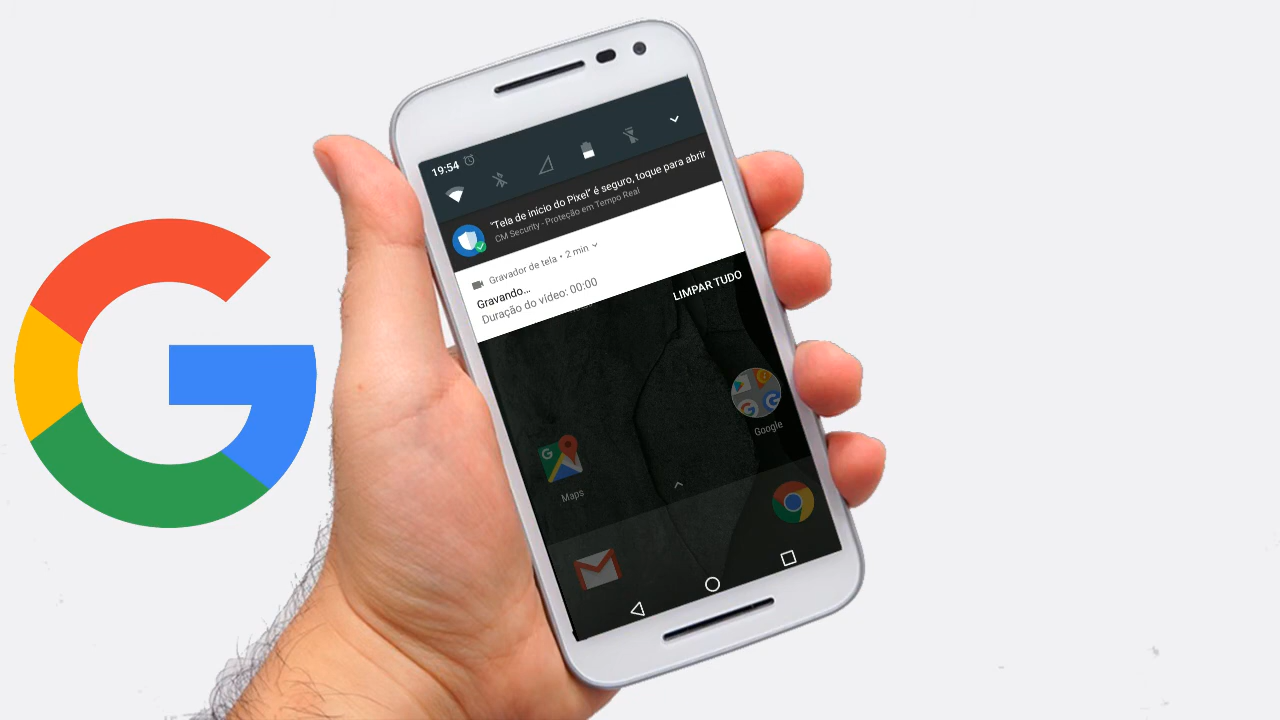 19:54
"Tela de início do Pixel" é seguro, toque para abrir
CM Security - Proteção em Tempo Real
Gravador de tela • 2 min
Gravando...
Duração do vídeo: 00:00
LIMPAR TUDO
Google
Maps